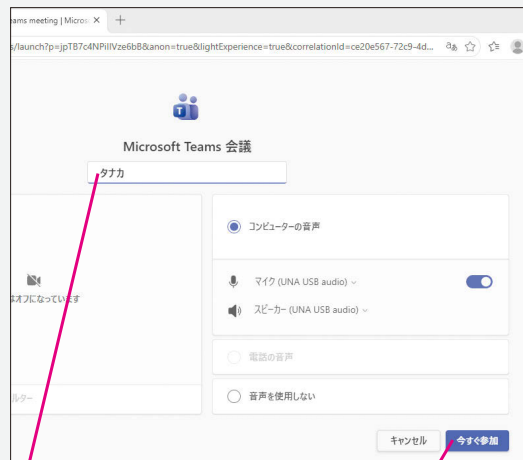 ams meeting | Micros
s/launch?p=jpTB7c4NPiIlVze6bB&anon=true&lightExperience=true&correlationId=ce20e567-72c9-4d...
Microsoft Teams 会議
タナカ
コンピューターの音声
マイク (UNA USB audio)
はオフになっています
スピーカー (UNA USB audio)
電話の音声
ルター
音声を使用しない
キャンセル
今すぐ参加